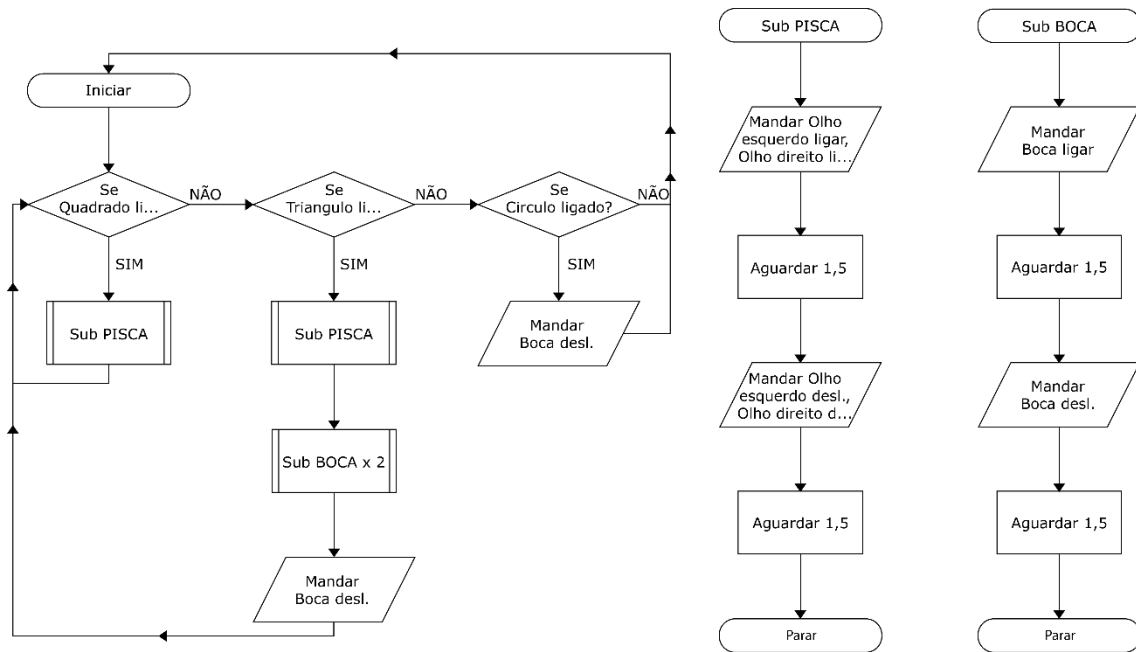 Iniciar
Se
Quadrado li...
NÃO
SIM
Sub PISCA
Se
Triangulo li...
NÃO
SIM
Sub PISCA
Sub BOCA x 2
Mandar
Boca desl.
Se
Circulo ligado?
NÃO
SIM
Mandar
Boca desl.
Sub PISCA
Mandar Olho
esquerdo ligar,
Olho direito li...
Aguardar 1,5
Mandar Olho
esquerdo desl.,
Olho direito d...
Aguardar 1,5
Parar
Sub BOCA
Mandar
Boca ligar
Aguardar 1,5
Mandar
Boca desl.
Aguardar 1,5
Parar